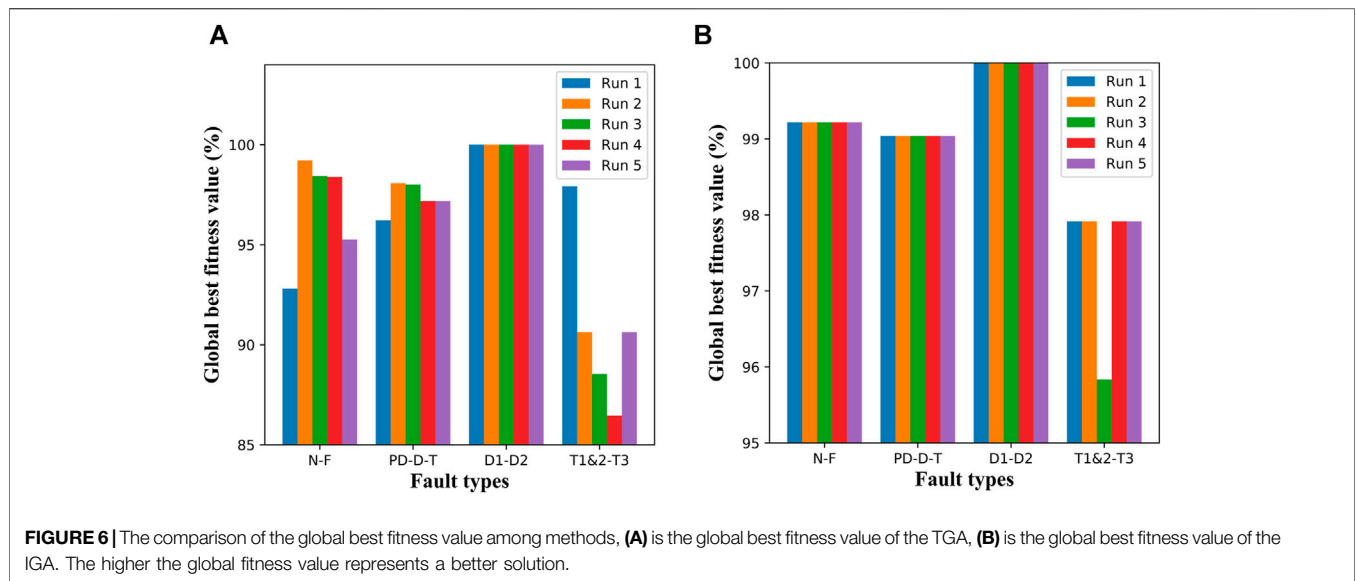 A
Global best fitness value (%)
100
95
90
85
Run 1
Run 2
Run 3
Run 4
Run 5
N-F PD-D-T D1-D2 T1&2-T3
Fault types
B
Global best fitness value (%)
100
99
98
97
96
95
Run 1
Run 2
Run 3
Run 4
Run 5
N-F PD-D-T D1-D2 T1&2-T3
Fault types
FIGURE 6 | The comparison of the global best fitness value among methods, (A) is the global best fitness value of the TGA, (B) is the global best fitness value of the
IGA. The higher the global fitness value represents a better solution.